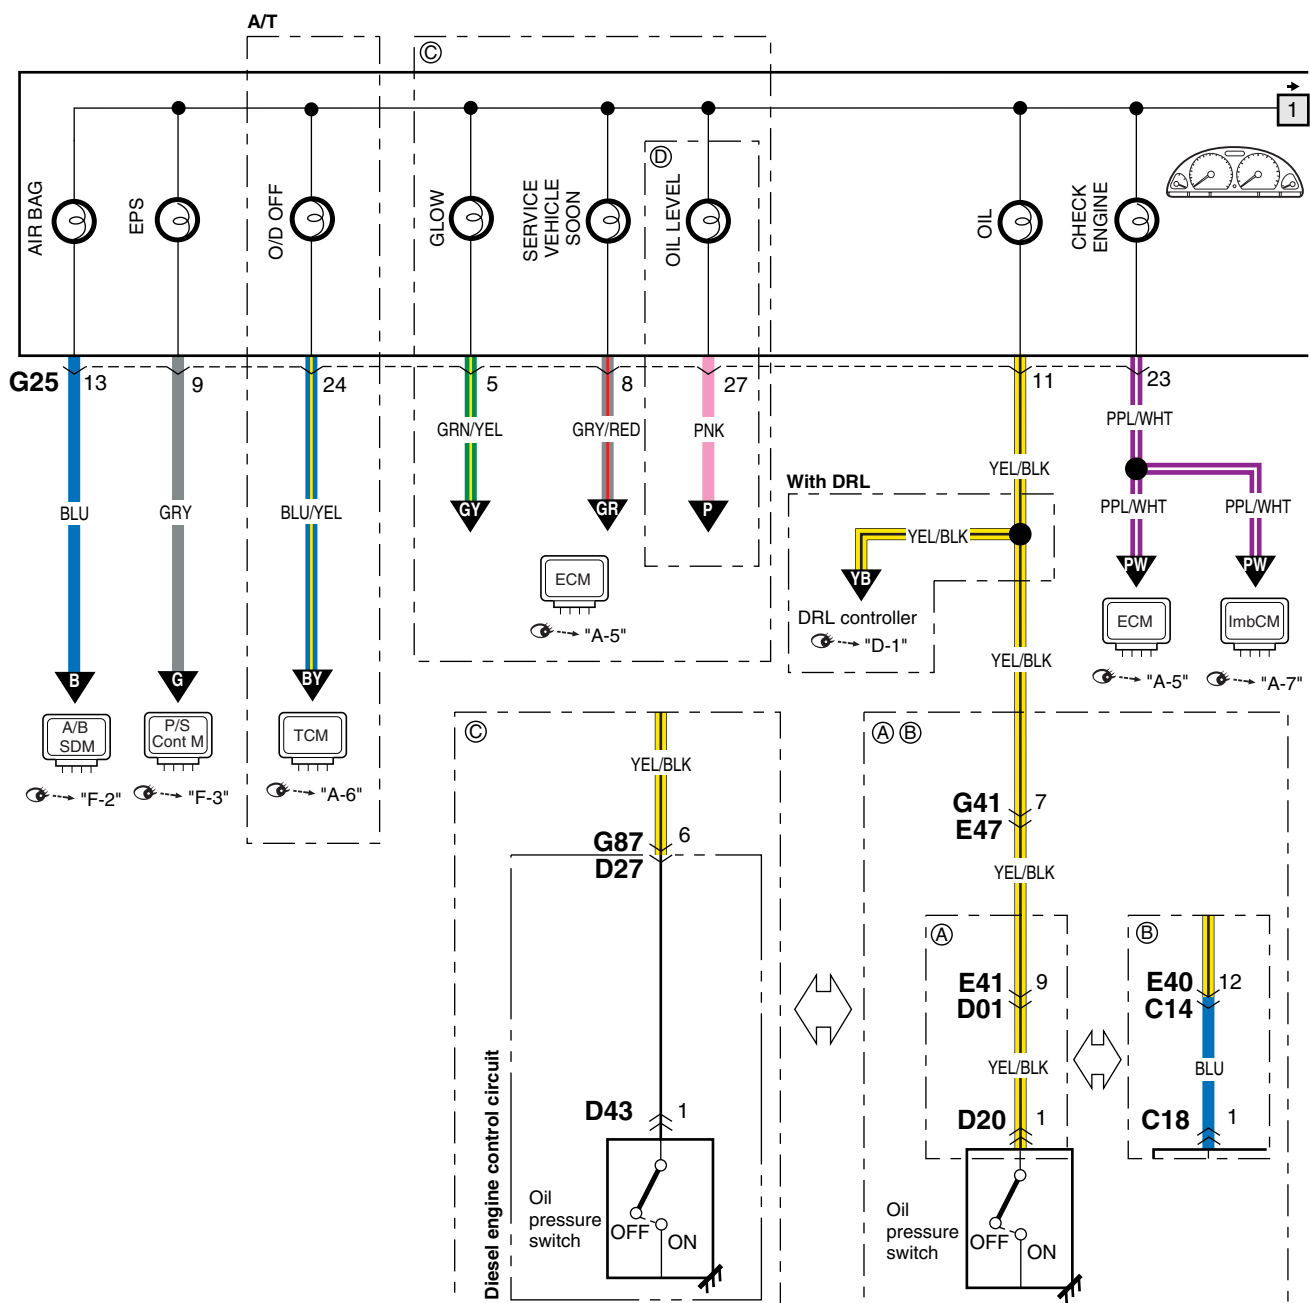 A/T
Ⓒ
1
Ⓓ
AIR BAG
EPS
O/D OFF
GLOW
SERVICE
VEHICLE
SOON
OIL LEVEL
OIL
CHECK
ENGINE
G25
13
9
24
5
8
27
11
23
PPL/WHT
GRN/YEL
GRY/RED
PNK
YEL/BLK
With DRL
BLU
GRY
BLU/YEL
GY
GR
P
PPL/WHT
PPL/WHT
YEL/BLK
YB
PW
PW
ECM
"A-5"
DRL controller
"D-1"
ECM
ImbCM
"A-5"
"A-7"
YEL/BLK
B
G
BY
A/B
SDM
P/S
Cont M
TCM
"F-2"
"F-3"
"A-6"
Ⓒ
YEL/BLK
G87
6
D27
Ⓐ Ⓑ
G41
7
E47
YEL/BLK
Ⓐ
E41
9
D01
YEL/BLK
D20
1
Ⓑ
E40
12
C14
BLU
C18
1
Diesel engine control circuit
D43
1
Oil
pressure
switch
OFF
ON
Oil
pressure
switch
OFF
ON